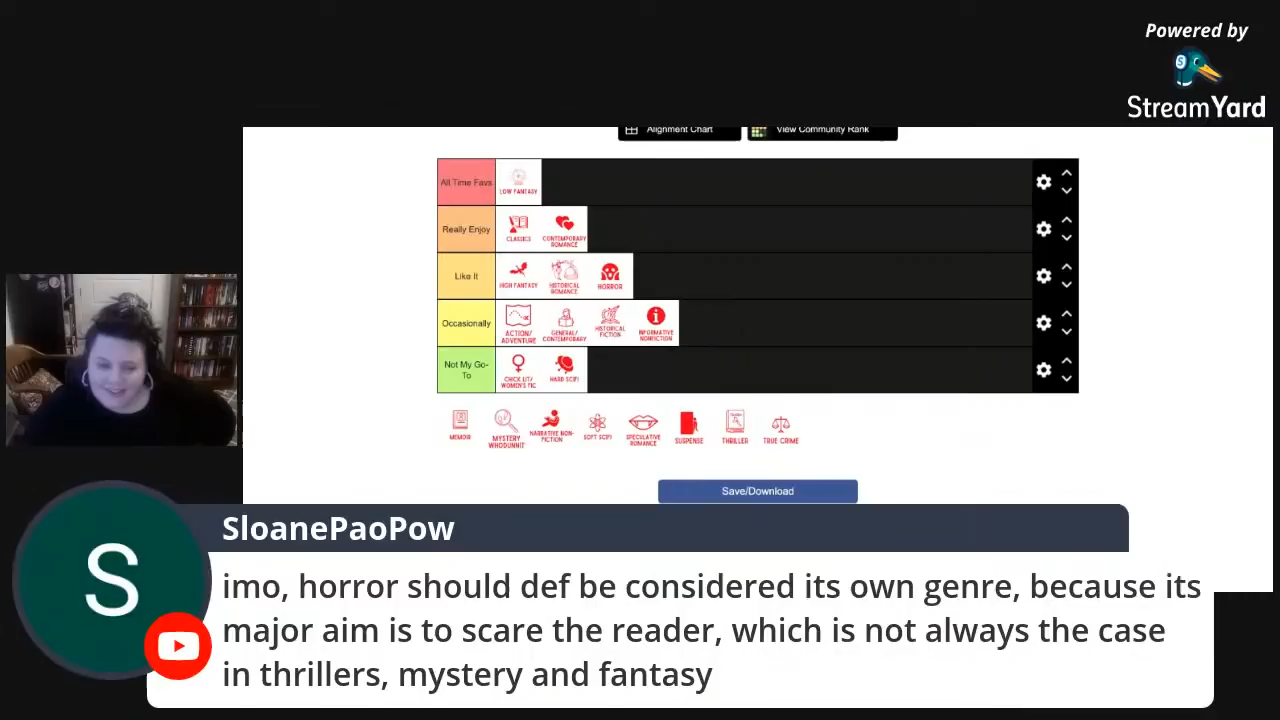 Powered by
StreamYard
Alignment Chart
View Community Rank
All Time Favs
LOW FANTASY
Really Enjoy
CLASSICS
CONTEMPORARY
ROMANCE
Like It
HIGH FANTASY
HISTORICAL
ROMANCE
HORROR
Occasionally
ACTION/
ADVENTURE
GENERAL/
CONTEMPORARY
HISTORICAL
FICTION
INFORMATIVE
NONFICTION
Not My Go-
To
CHICK LIT/
WOMEN'S FIC
HARD SCIFI
MEMOIR
MYSTERY
WHODUNNIT
NARRATIVE NON-
FICTION
SOFT SCIFI
SPECULATIVE
ROMANCE
SUSPENSE
THRILLER
TRUE CRIME
Save/Download
S
SloanePaoPow
imo, horror should def be considered its own genre, because its
major aim is to scare the reader, which is not always the case
in thrillers, mystery and fantasy